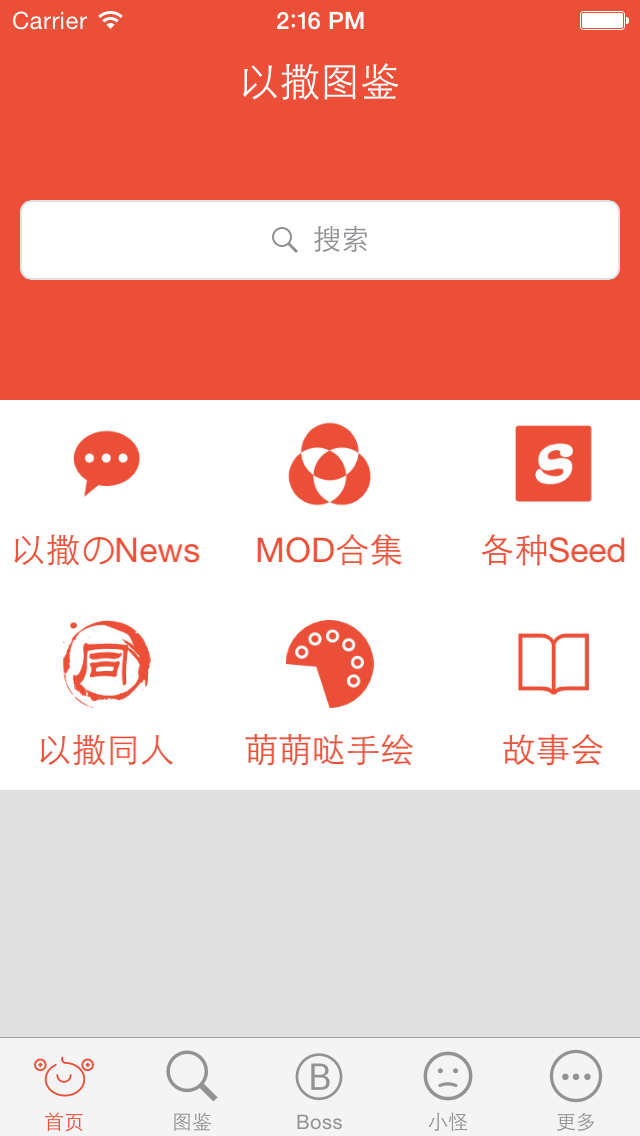 Carrier 2:16 PM
以撒图鉴
搜索
以撒のNews MOD合集 各种Seed
以撒同人 萌萌哒手绘 故事会
首页 图鉴 Boss 小怪 更多